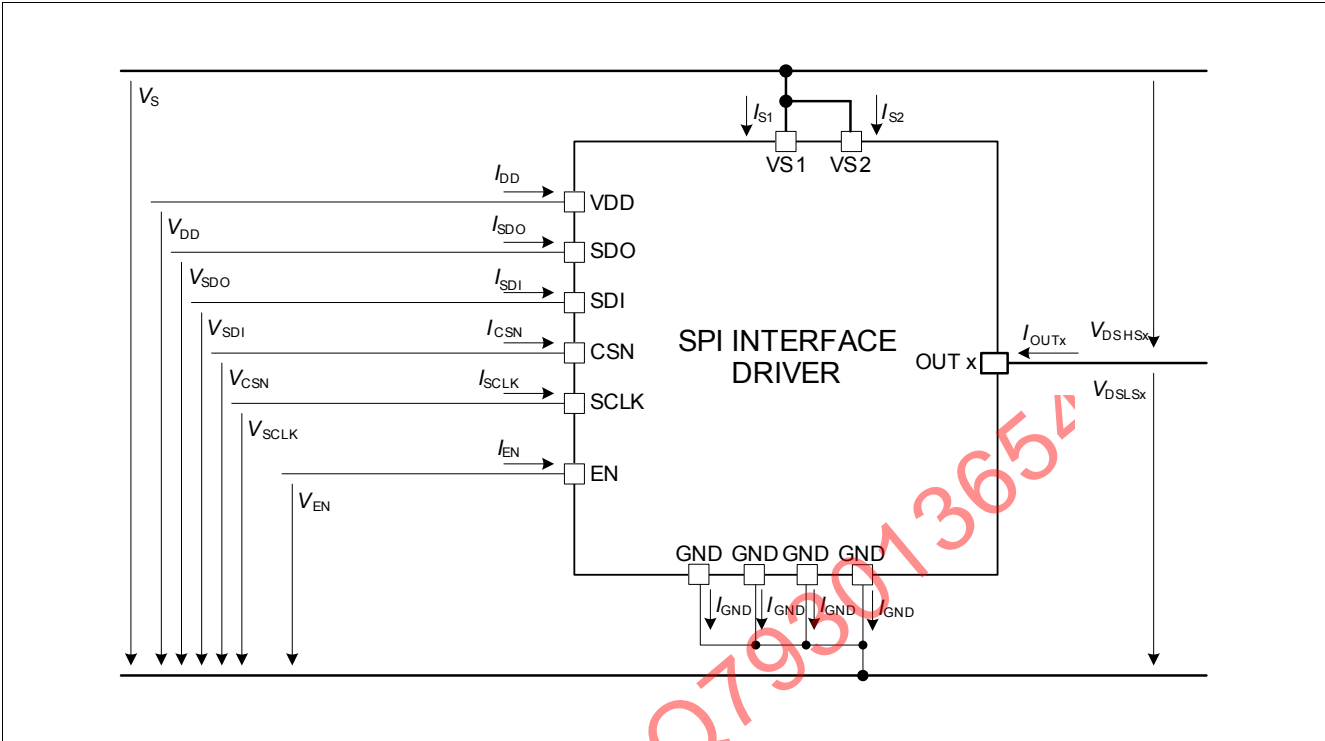 VS
IS1
IS2
VS1
VS2
IDD
VDD
VDD
ISDO
SDO
VSDO
ISDI
SDI
VSDI
ICSN
CSN
VCSN
ISCLK
SCLK
VSCLK
IEN
EN
VEN
SPI INTERFACE
DRIVER
OUT x
IOUTx
VDSHSx
VDSLSx
GND GND GND GND
IGND IGND IGND IGND
Q793013654